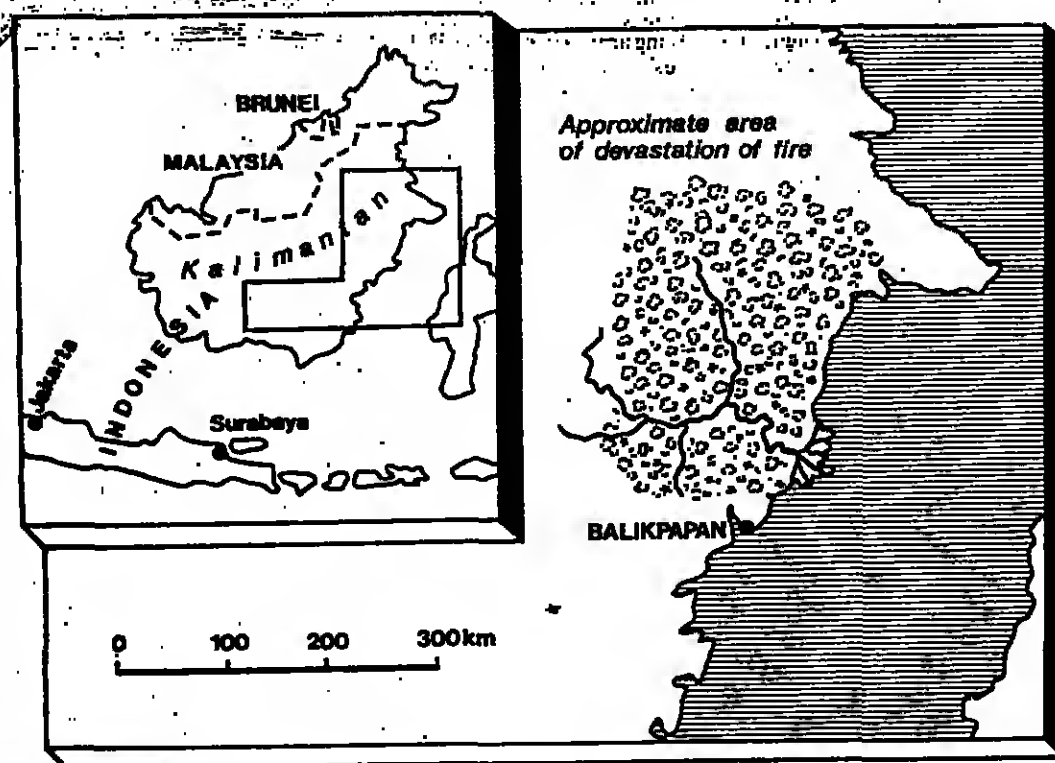 BRUNEI
MALAYSIA
Kalimantan
INDONESIA
Jakarta
Surabaya
Approximate area
of devastation of fire
BALIKPAPAN
0 100 200 300km